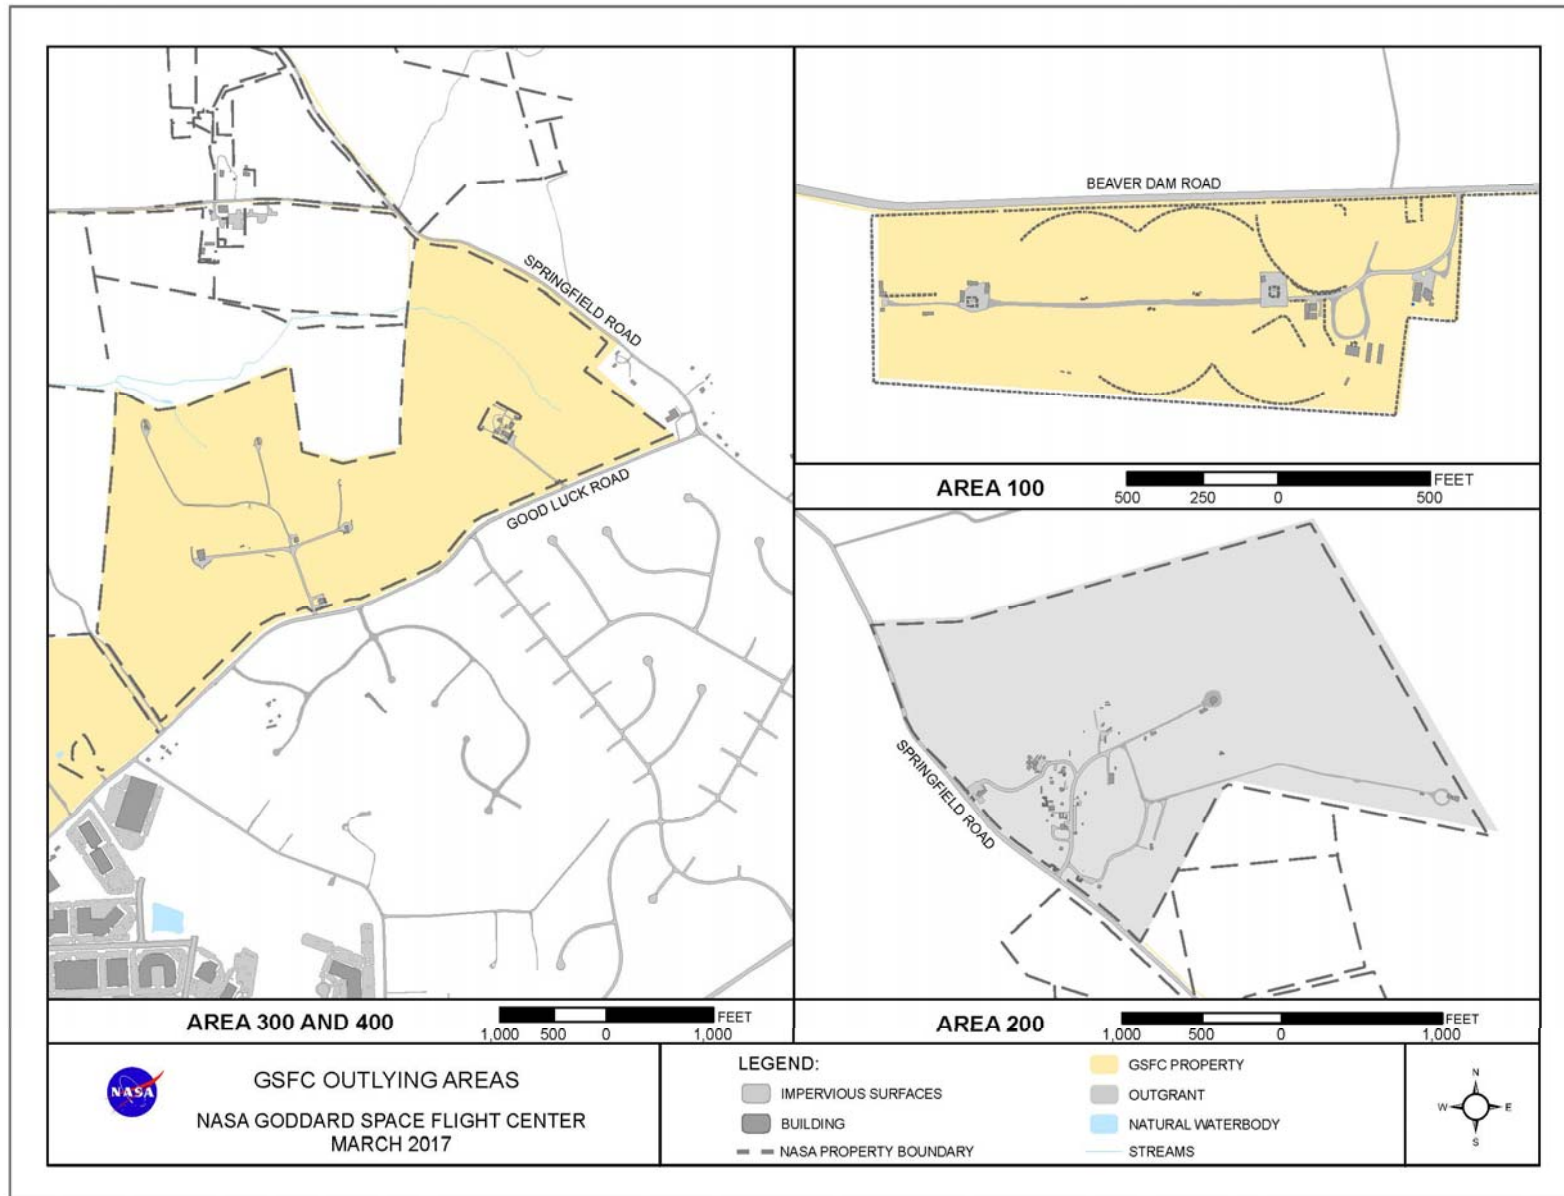 SPRINGFIELD ROAD
GOOD LUCK ROAD
AREA 300 AND 400
FEET
1,000 500 0 1,000
BEAVER DAM ROAD
AREA 100
FEET
500 250 0 500
SPRINGFIELD ROAD
AREA 200
FEET
1,000 500 0 1,000
NASA
GSFC OUTLYING AREAS
NASA GODDARD SPACE FLIGHT CENTER
MARCH 2017
LEGEND:
IMPERVIOUS SURFACES
BUILDING
NASA PROPERTY BOUNDARY
GSFC PROPERTY
OUTGRANT
NATURAL WATERBODY
STREAMS
N
W E
S